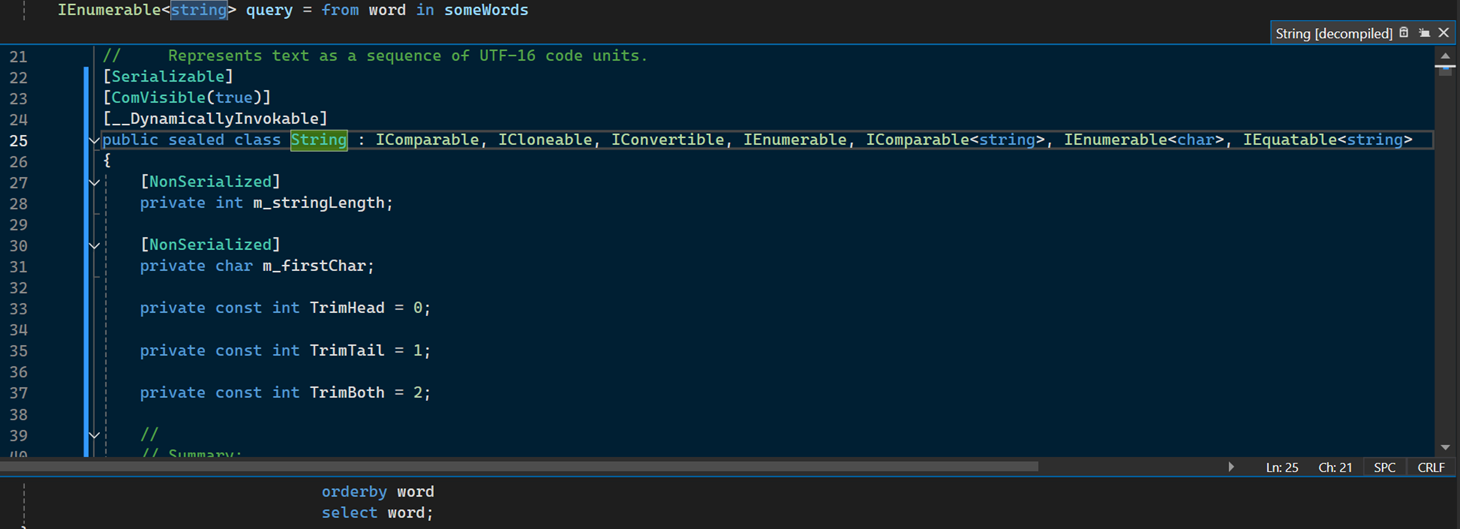 IEnumerable<string> query = from word in someWords
String [decompiled]
21 //     Represents text as a sequence of UTF-16 code units.
22 [Serializable]
23 [ComVisible(true)]
24 [__DynamicallyInvokable]
25 public sealed class String : IComparable, ICloneable, IConvertible, IEnumerable, IComparable<string>, IEnumerable<char>, IEquatable<string>
26 {
27     [NonSerialized]
28     private int m_stringLength;
29
30     [NonSerialized]
31     private char m_firstChar;
32
33     private const int TrimHead = 0;
34
35     private const int TrimTail = 1;
36
37     private const int TrimBoth = 2;
38
39     //
40     // Summary:
Ln: 25 Ch: 21 SPC CRLF
orderby word
select word;